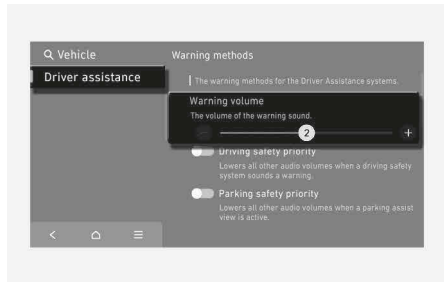 Vehicle
Warning methods
Driver assistance
The warning methods for the Driver Assistance systems.
Warning volume
The volume of the warning sound.
2
Driving safety priority
Lowers all other audio volumes when a driving safety
system sounds a warning.
Parking safety priority
Lowers all other audio volumes when a parking assist
view is active.